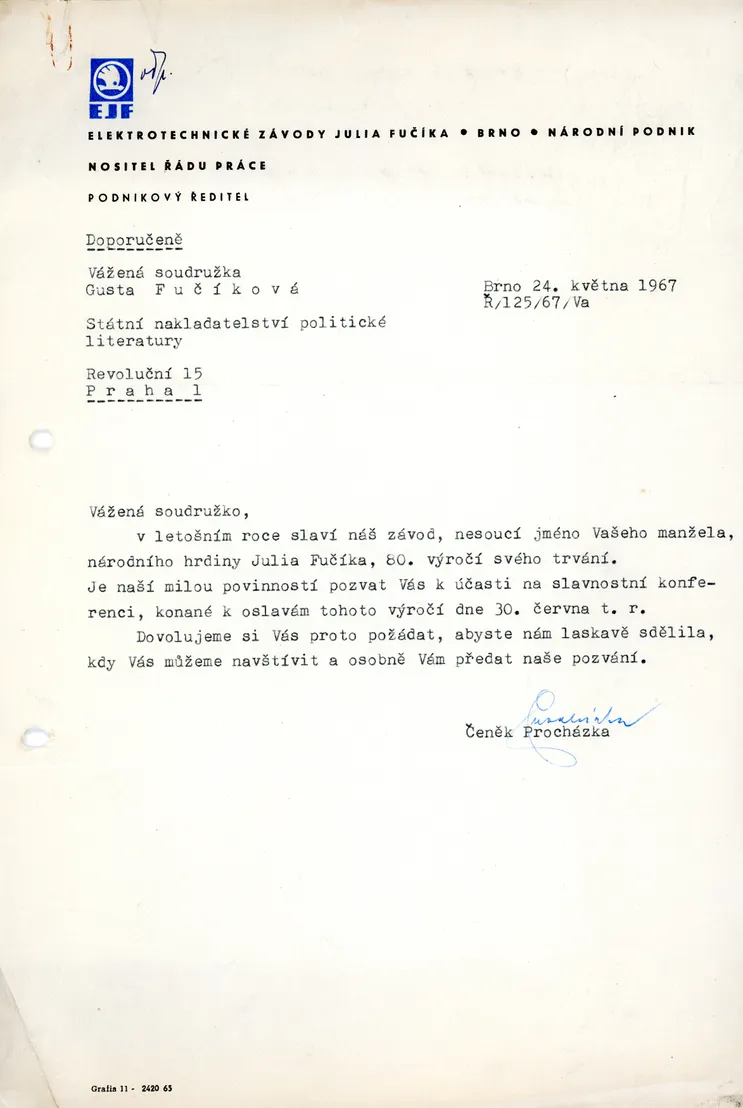 odp.
EJF
ELEKTROTECHNICKÉ ZÁVODY JULIA FUČÍKA • BRNO • NÁRODNÍ PODNIK
NOSITEL ŘÁDU PRÁCE
PODNIKOVÝ ŘEDITEL
Doporučeně
Vážená soudružka
Gusta F u č í k o v á
Brno 24. května 1967
Ř/125/67/Va
Státní nakladatelství politické
literatury
Revoluční 15
P r a h a 1
Vážená soudružko,
v letošním roce slaví náš závod, nesoucí jméno Vašeho manžela,
národního hrdiny Julia Fučíka, 80. výročí svého trvání.
Je naší milou povinností pozvat Vás k účasti na slavnostní konfe-
renci, konané k oslavám tohoto výročí dne 30. června t. r.
Dovolujeme si Vás proto požádat, abyste nám laskavě sdělila,
kdy Vás můžeme navštívit a osobně Vám předat naše pozvání.
Čeněk Procházka
Grafia 11 - 2420 65